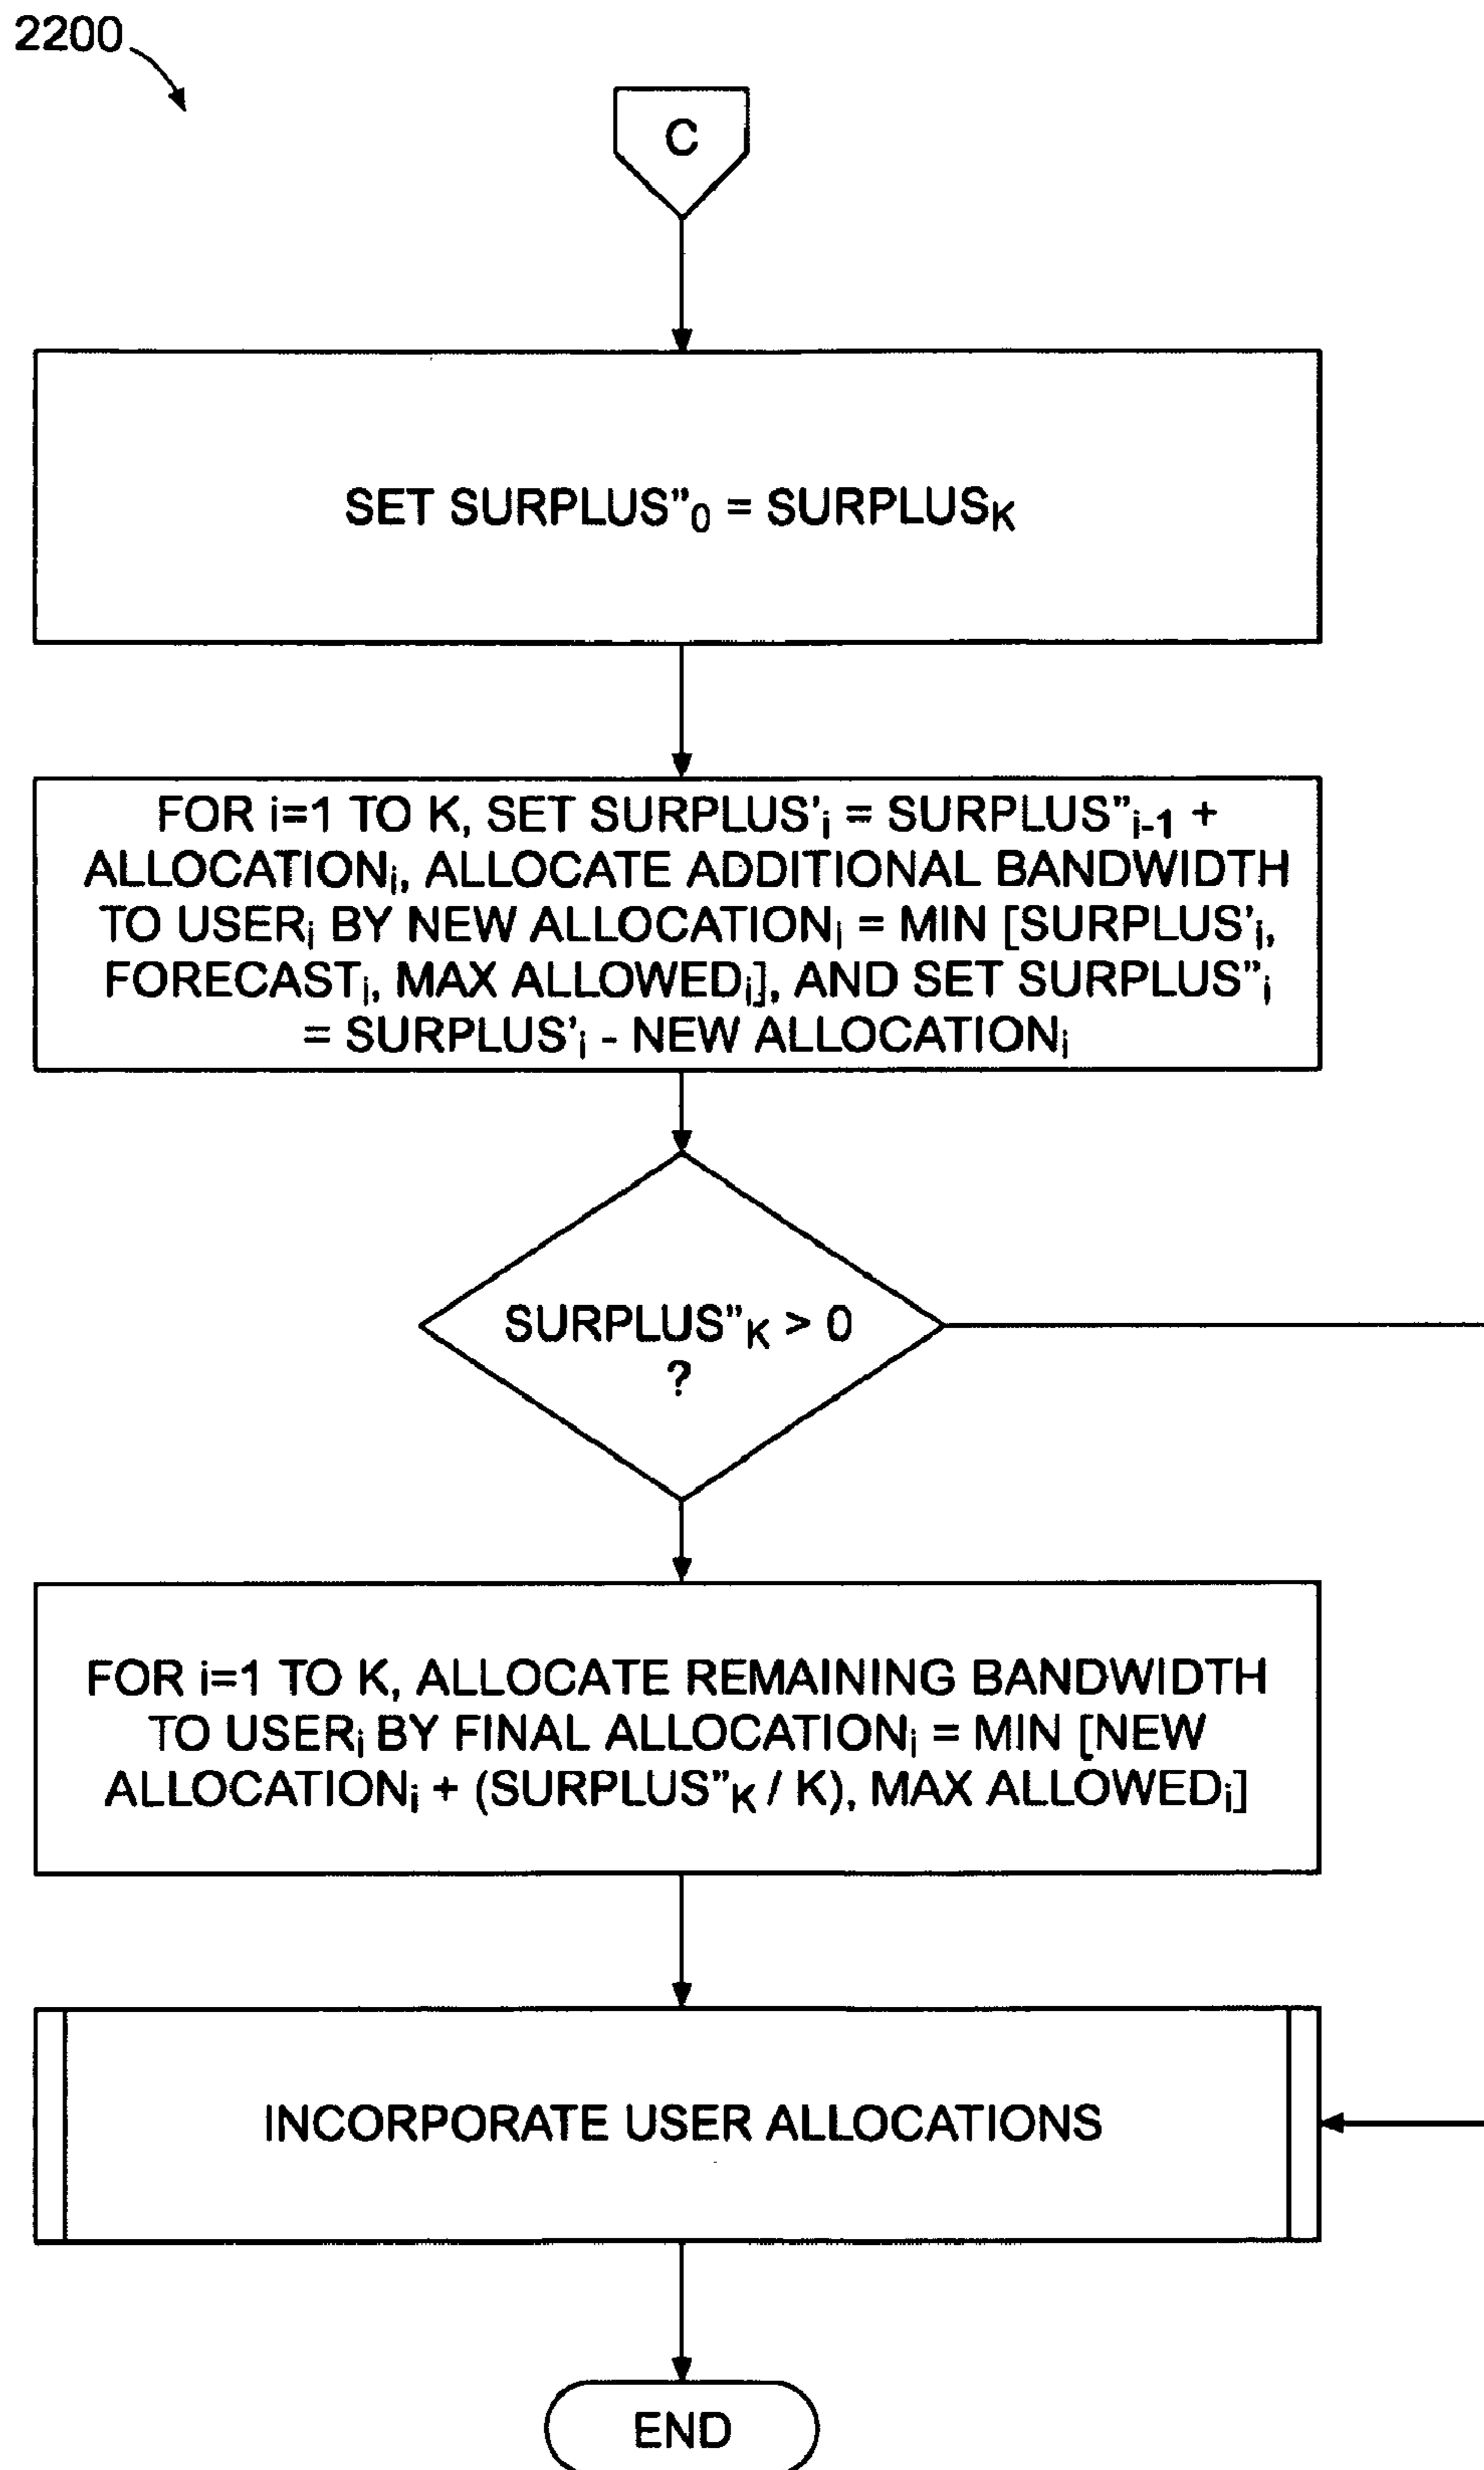 2200
C
SET SURPLUS"₀ = SURPLUSₖ
FOR i=1 TO K, SET SURPLUS'ᵢ = SURPLUS"ᵢ₋₁ +
ALLOCATIONᵢ, ALLOCATE ADDITIONAL BANDWIDTH
TO USERᵢ BY NEW ALLOCATIONᵢ = MIN [SURPLUS'ᵢ,
FORECASTᵢ, MAX ALLOWEDᵢ], AND SET SURPLUS"ᵢ
= SURPLUS'ᵢ - NEW ALLOCATIONᵢ
SURPLUS"ₖ > 0
?
FOR i=1 TO K, ALLOCATE REMAINING BANDWIDTH
TO USERᵢ BY FINAL ALLOCATIONᵢ = MIN [NEW
ALLOCATIONᵢ + (SURPLUS"ₖ / K), MAX ALLOWEDᵢ]
INCORPORATE USER ALLOCATIONS
END